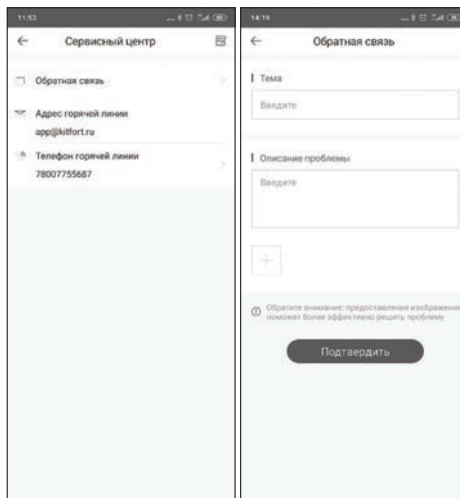 11:52
Сервисный центр
Обратная связь
Адрес горячей линии
app@kitfort.ru
Телефон горячей линии
78007755687
14:19
Обратная связь
Тема
Введите
Описание проблемы
Введите
Обратите внимание: предоставление изображения
поможет более эффективно решить проблему
Подтвердить